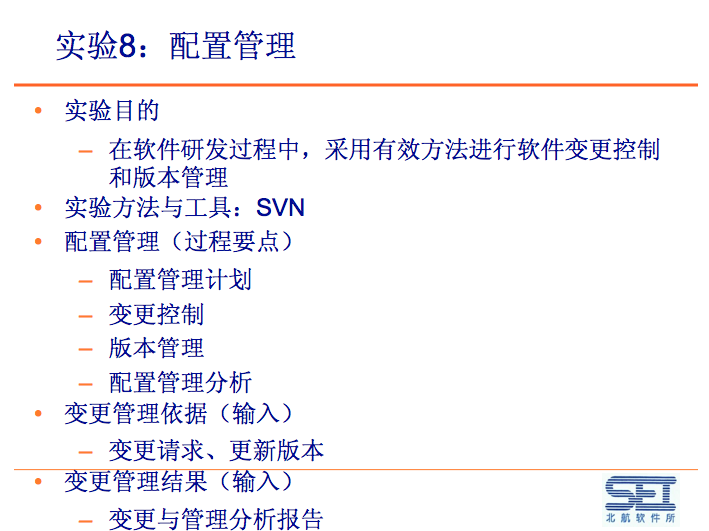 实验8：配置管理
• 实验目的
– 在软件研发过程中，采用有效方法进行软件变更控制
和版本管理
• 实验方法与工具：SVN
• 配置管理（过程要点）
– 配置管理计划
– 变更控制
– 版本管理
– 配置管理分析
• 变更管理依据（输入）
– 变更请求、更新版本
• 变更管理结果（输入）
– 变更与管理分析报告
SEI
北航软件所